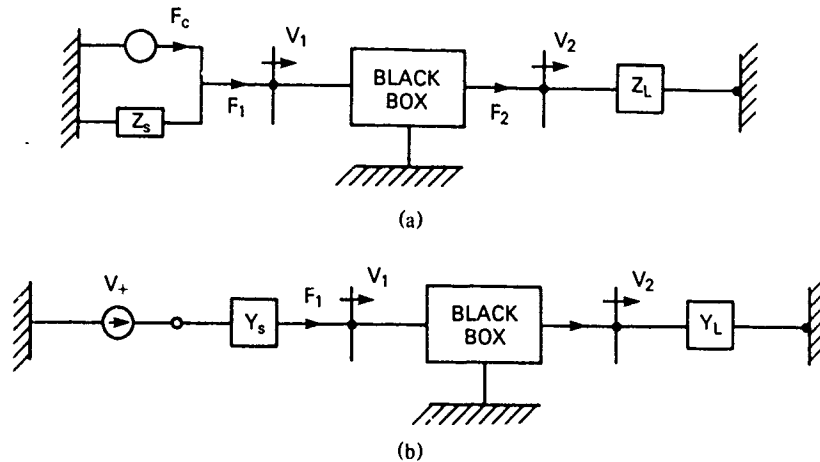 F_c
V_1
V_2
BLACK
BOX
Z_L
Z_s
F_1
F_2
(a)
V_+
F_1
V_1
V_2
Y_s
BLACK
BOX
Y_L
(b)